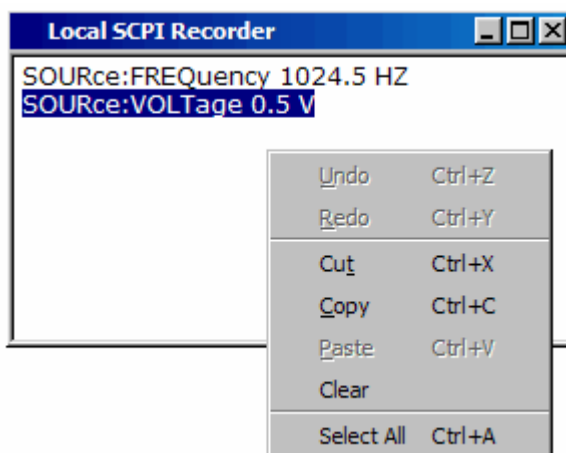 Local SCPI Recorder
SOURce:FREQuency 1024.5 HZ
SOURce:VOLTage 0.5 V
Undo Ctrl+Z
Redo Ctrl+Y
Cut Ctrl+X
Copy Ctrl+C
Paste Ctrl+V
Clear
Select All Ctrl+A